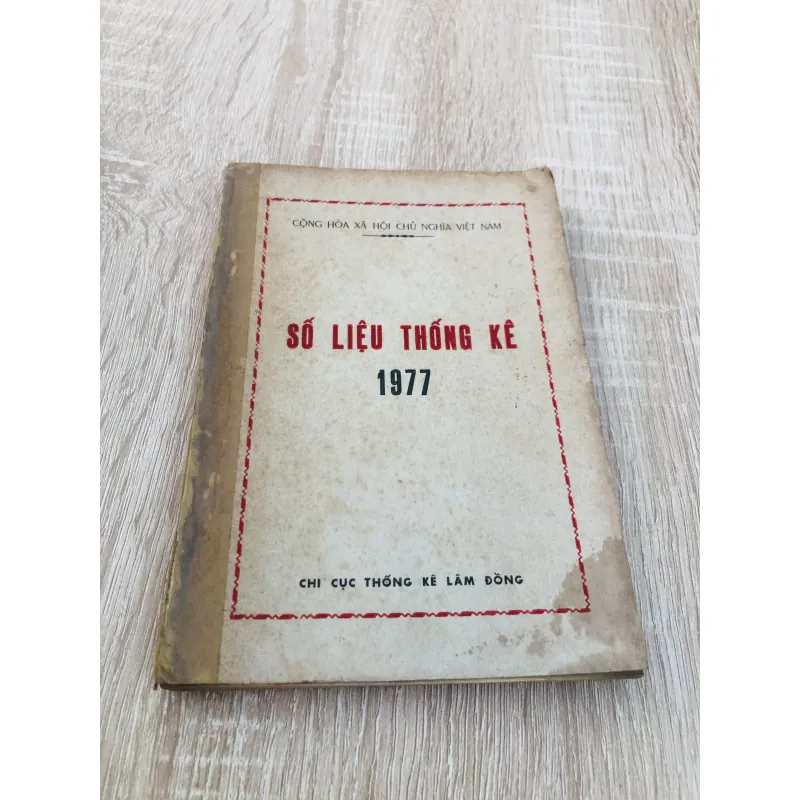 CỘNG HÒA XÃ HỘI CHỦ NGHĨA VIỆT NAM
SỐ LIỆU THỐNG KÊ
1977
CHI CỤC THỐNG KÊ LÂM ĐỒNG